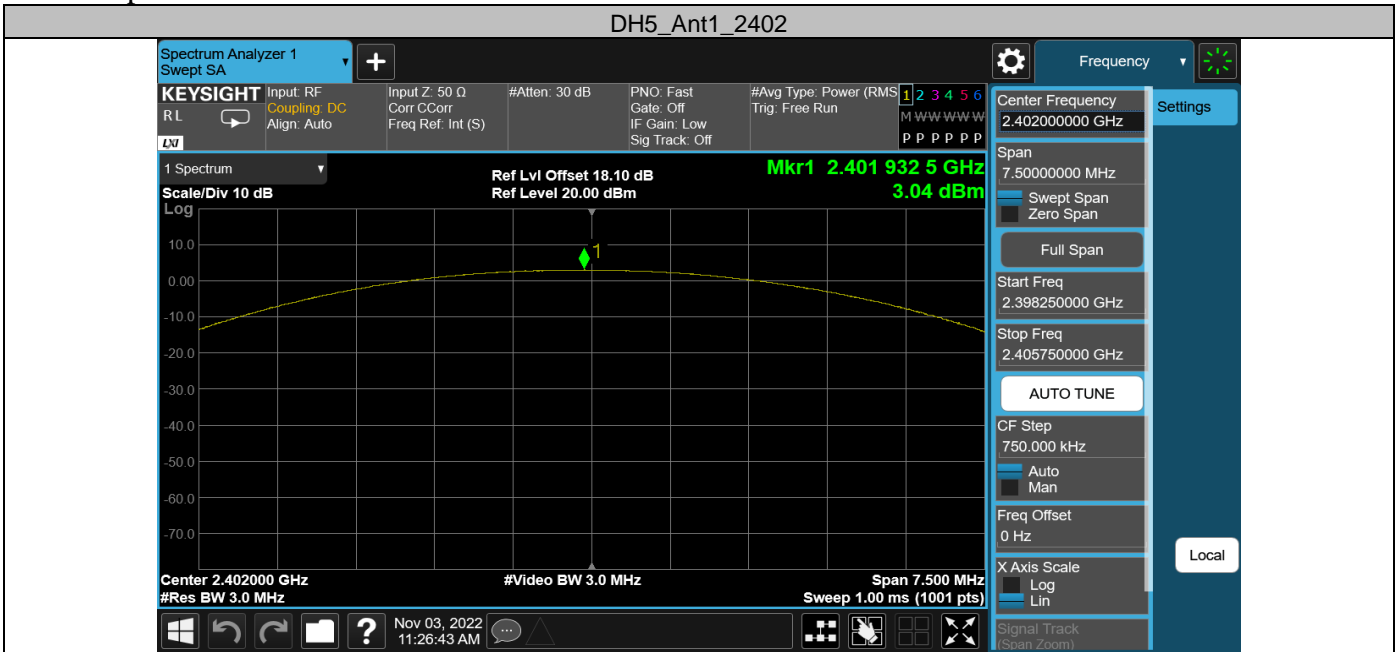 DH5_Ant1_2402
Spectrum Analyzer 1
Swept SA
Frequency
KEYSIGHT
RL
LXI
Input: RF
Coupling: DC
Align: Auto
Input Z: 50 Ω
Corr CCorr
Freq Ref: Int (S)
#Atten: 30 dB
PNO: Fast
Gate: Off
IF Gain: Low
Sig Track: Off
#Avg Type: Power (RMS
Trig: Free Run
1 2 3 4 5 6
M W W W W W
P P P P P P
1 Spectrum
Scale/Div 10 dB
Ref Lvl Offset 18.10 dB
Ref Level 20.00 dBm
Mkr1 2.401 932 5 GHz
3.04 dBm
Log
10.0
0.00
-10.0
-20.0
-30.0
-40.0
-50.0
-60.0
-70.0
1
Center 2.402000 GHz
#Res BW 3.0 MHz
#Video BW 3.0 MHz
Span 7.500 MHz
Sweep 1.00 ms (1001 pts)
Nov 03, 2022
11:26:43 AM
Center Frequency
2.402000000 GHz
Span
7.50000000 MHz
Swept Span
Zero Span
Full Span
Start Freq
2.398250000 GHz
Stop Freq
2.405750000 GHz
AUTO TUNE
CF Step
750.000 kHz
Auto
Man
Freq Offset
0 Hz
X Axis Scale
Log
Lin
Signal Track
(Span Zoom)
Settings
Local